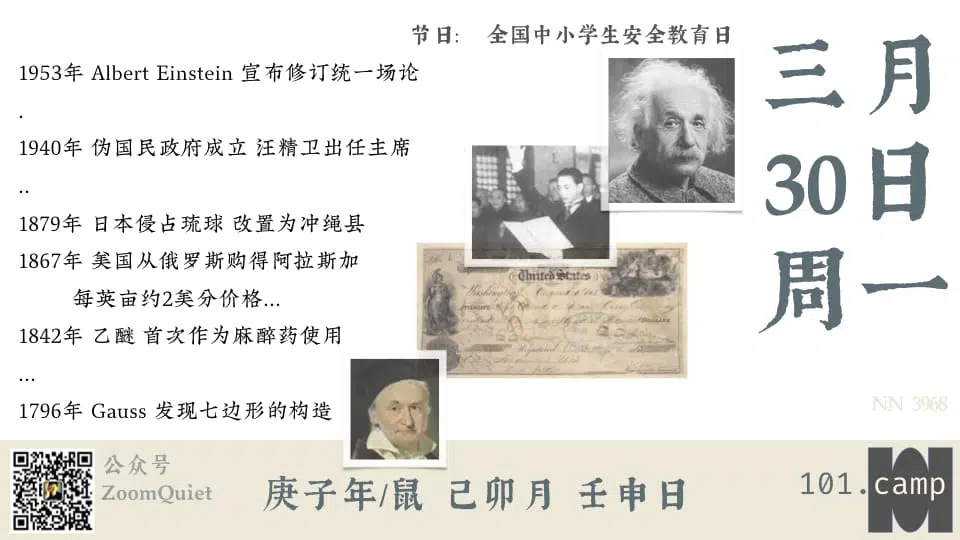 节日: 全国中小学生安全教育日
1953年 Albert Einstein 宣布修订统一场论
.
1940年 伪国民政府成立 汪精卫出任主席
..
1879年 日本侵占琉球 改置为冲绳县
1867年 美国从俄罗斯购得阿拉斯加
每英亩约2美分价格...
1842年 乙醚 首次作为麻醉药使用
...
1796年 Gauss 发现七边形的构造
三月
30日
周一
United States
NN 3968
公众号
ZoomQuiet
庚子年/鼠 己卯月 壬申日
101.camp